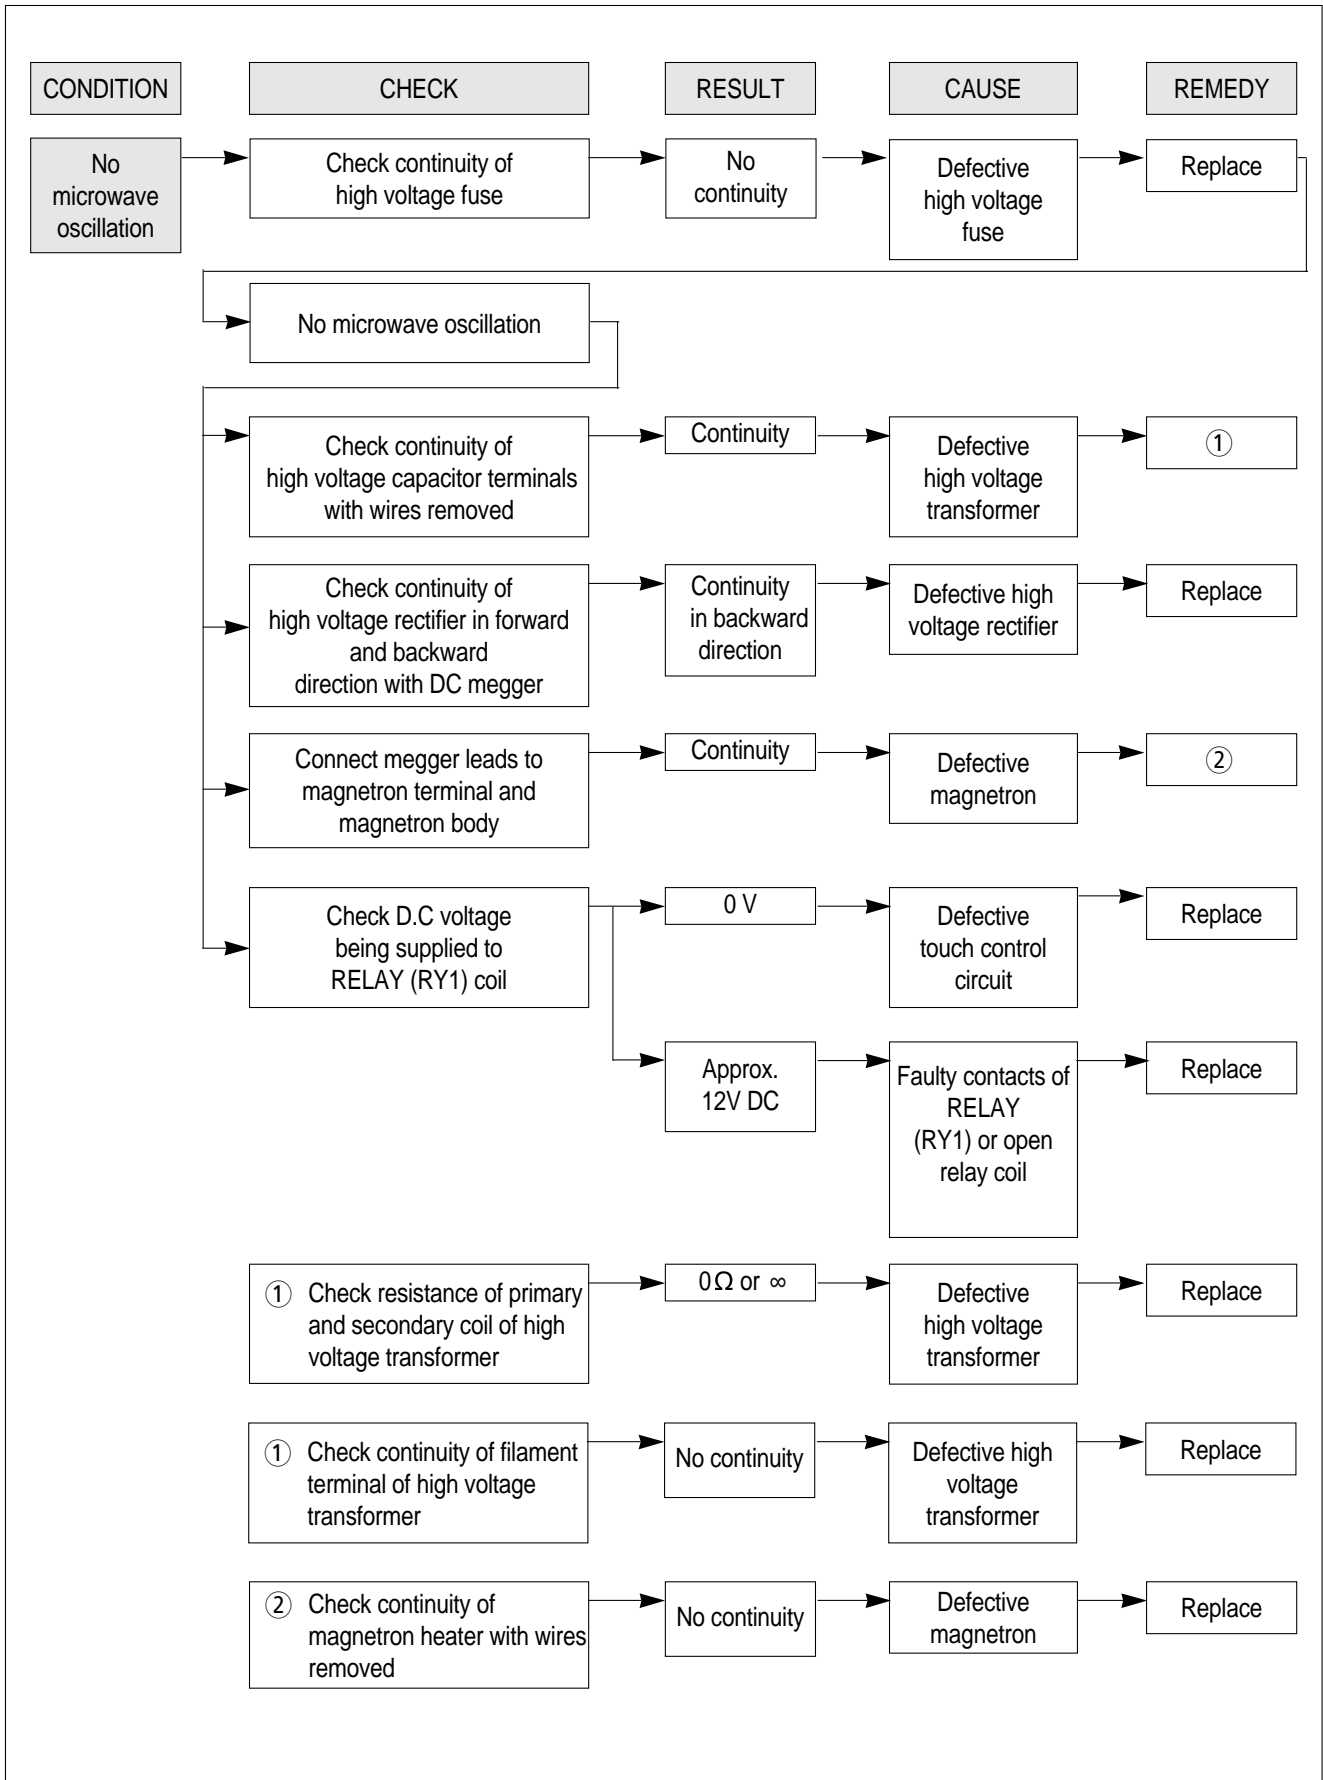 CONDITION
CHECK
RESULT
CAUSE
REMEDY
No
microwave
oscillation
Check continuity of
high voltage fuse
No
continuity
Defective
high voltage
fuse
Replace
No microwave oscillation
Check continuity of
high voltage capacitor terminals
with wires removed
Continuity
Defective
high voltage
transformer
①
Check continuity of
high voltage rectifier in forward
and backward
direction with DC megger
Continuity
in backward
direction
Defective high
voltage rectifier
Replace
Connect megger leads to
magnetron terminal and
magnetron body
Continuity
Defective
magnetron
②
Check D.C voltage
being supplied to
RELAY (RY1) coil
0 V
Defective
touch control
circuit
Replace
Approx.
12V DC
Faulty contacts of
RELAY
(RY1) or open
relay coil
Replace
① Check resistance of primary
and secondary coil of high
voltage transformer
0Ω or ∞
Defective
high voltage
transformer
Replace
① Check continuity of filament
terminal of high voltage
transformer
No continuity
Defective high
voltage
transformer
Replace
② Check continuity of
magnetron heater with wires
removed
No continuity
Defective
magnetron
Replace